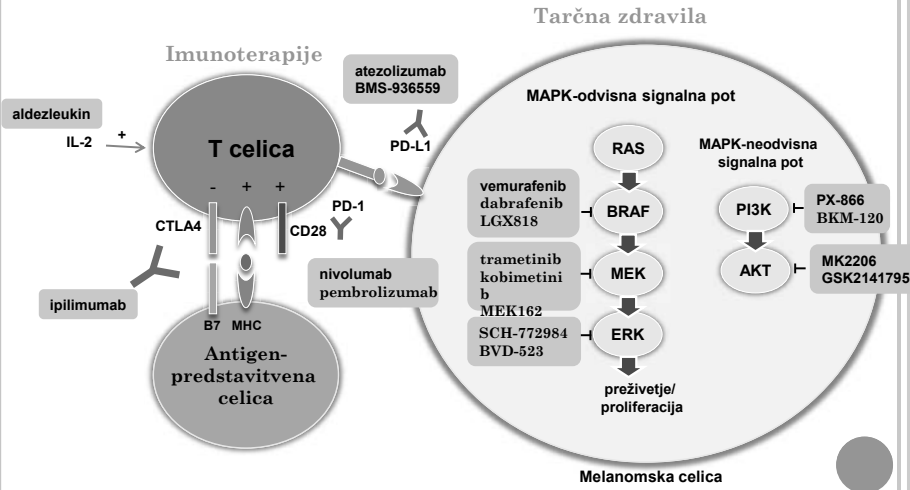 Tarčna zdravila
Imunoterapije
atezolizumab
BMS-936559
aldezleukin
IL-2
+
T celica
PD-L1
- + +
PD-1
CTLA4
CD28
nivolumab
pembrolizumab
ipilimumab
B7 MHC
Antigen-
predstavitvena
celica
MAPK-odvisna signalna pot
MAPK-neodvisna
signalna pot
RAS
vemurafenib
dabrafenib
LGX818
BRAF
PI3K
PX-866
BKM-120
trametinib
kobimetini
b
MEK162
MEK
AKT
MK2206
GSK2141795
SCH-772984
BVD-523
ERK
preživetje/
proliferacija
Melanomska celica